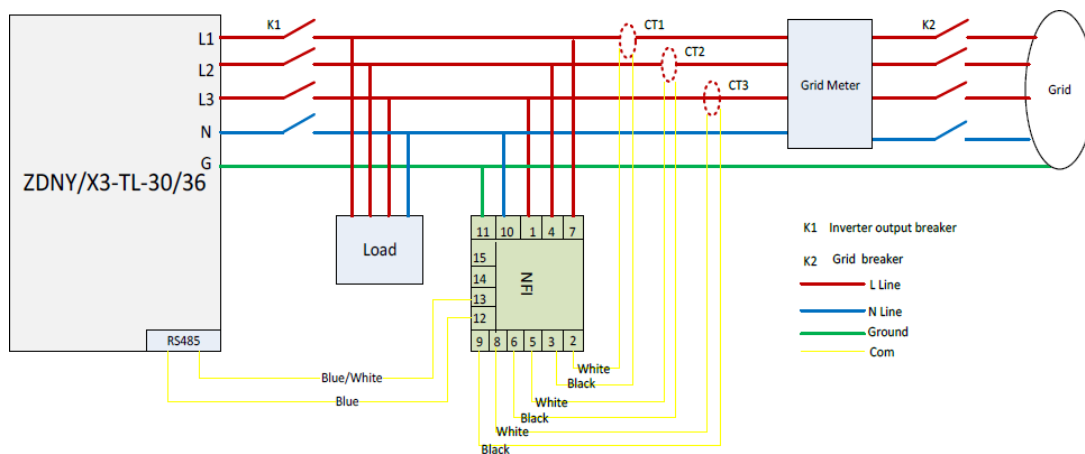 K1
CT1
K2
L1
CT2
L2
CT3
L3
Grid Meter
Grid
N
G
ZDNY/X3-TL-30/36
Load
11 10 1 4 7
15
14
13
12
NFI
9 8 6 5 3 2
RS485
K1 Inverter output breaker
K2 Grid breaker
L Line
N Line
Ground
Com
White
Blue/White
Black
Blue
White
Black
White
Black